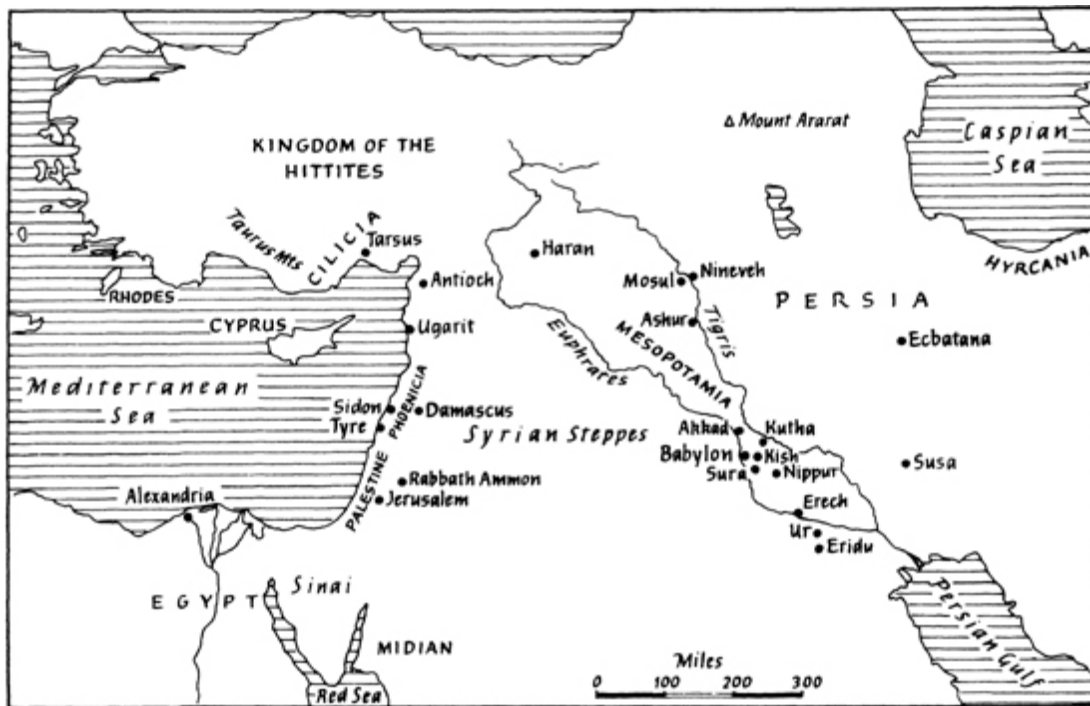 Mount Ararat
Caspian
Sea
KINGDOM OF THE
HITTITES
Taurus Mts
CILICIA
Tarsus
Haran
HYRCANIA
Antioch
Mosul
Nineveh
RHODES
PERSIA
CYPRUS
Ugarit
Ashur
Tigris
Euphrares
MESOPOTAMIA
Ecbatana
Mediterranean
Sea
Sidon
Damascus
Tyre
PHOENICIA
Syrian Steppes
Ahkad
Kutha
Babylon
Kish
Susa
Sura
Nippur
PALESTINE
Rabbath Ammon
Alexandria
Jerusalem
Erech
Ur
Eridu
EGYPT
Sinai
Persian Gulf
MIDIAN
Miles
Red Sea
0 100 200 300